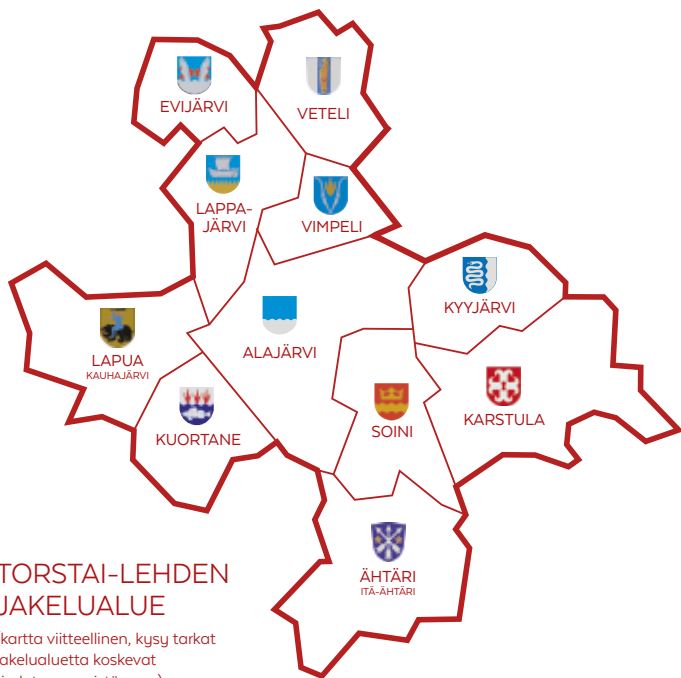 EVIJÄRVI
VETELI
LAPPA-
JÄRVI
VIMPELI
KYYJÄRVI
ALAJÄRVI
LAPUA
KAUHAJÄRVI
KARSTULA
KUORTANE
SOINI
ÄHTÄRI
ITÄ-ÄHTÄRI
TORSTAI-LEHDEN
JAKELUALUE
kartta viitteellinen, kysy tarkat
jakelualuetta koskevat